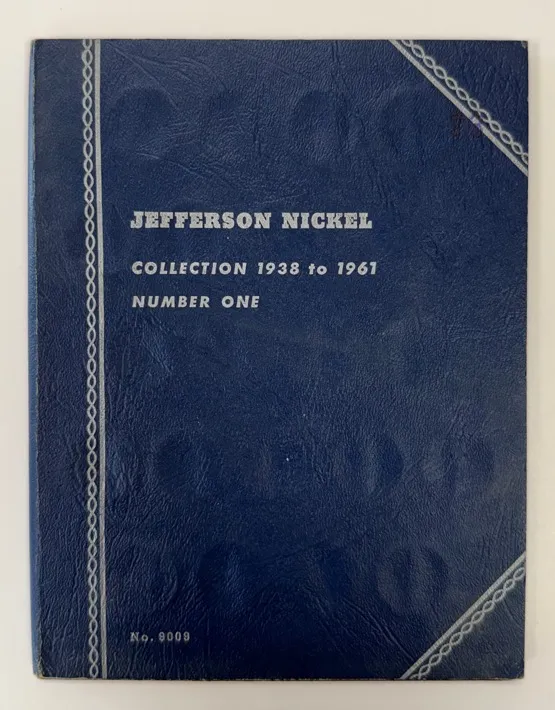 JEFFERSON NICKEL
COLLECTION 1938 to 1961
NUMBER ONE
No. 9009